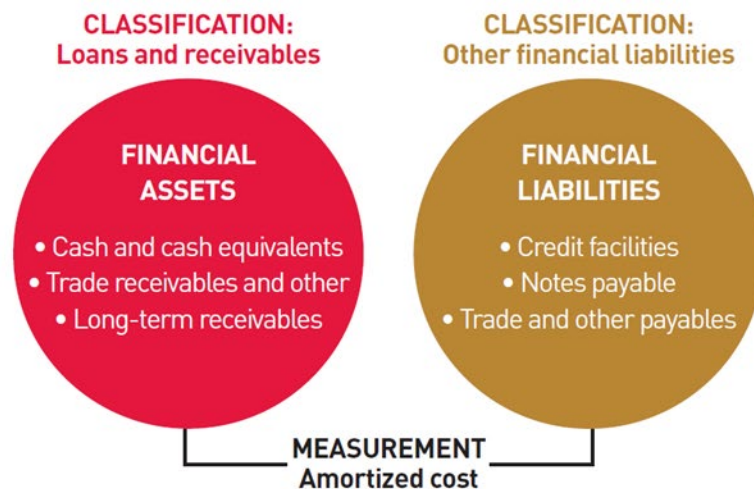 CLASSIFICATION:
Loans and receivables
FINANCIAL
ASSETS
• Cash and cash equivalents
• Trade receivables and other
• Long-term receivables
CLASSIFICATION:
Other financial liabilities
FINANCIAL
LIABILITIES
• Credit facilities
• Notes payable
• Trade and other payables
MEASUREMENT
Amortized cost